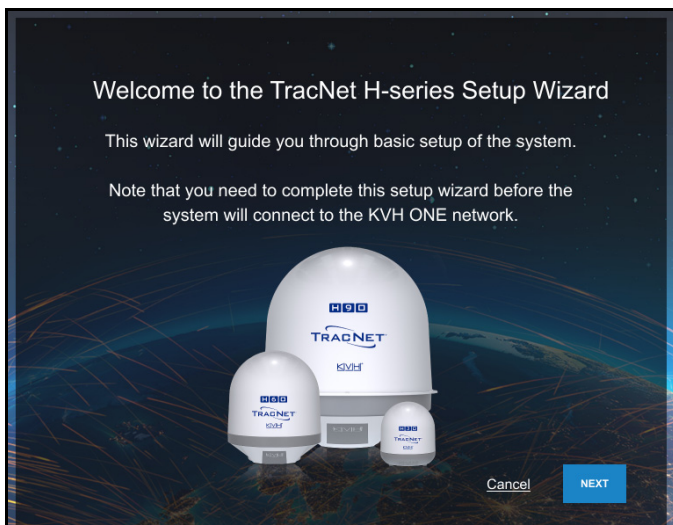 Welcome to the TracNet H-series Setup Wizard
This wizard will guide you through basic setup of the system.
Note that you need to complete this setup wizard before the
system will connect to the KVH ONE network.
H90
TRACNET
KVH
H60
TRACNET
KVH
H30
TRACNET
KVH
Cancel
NEXT